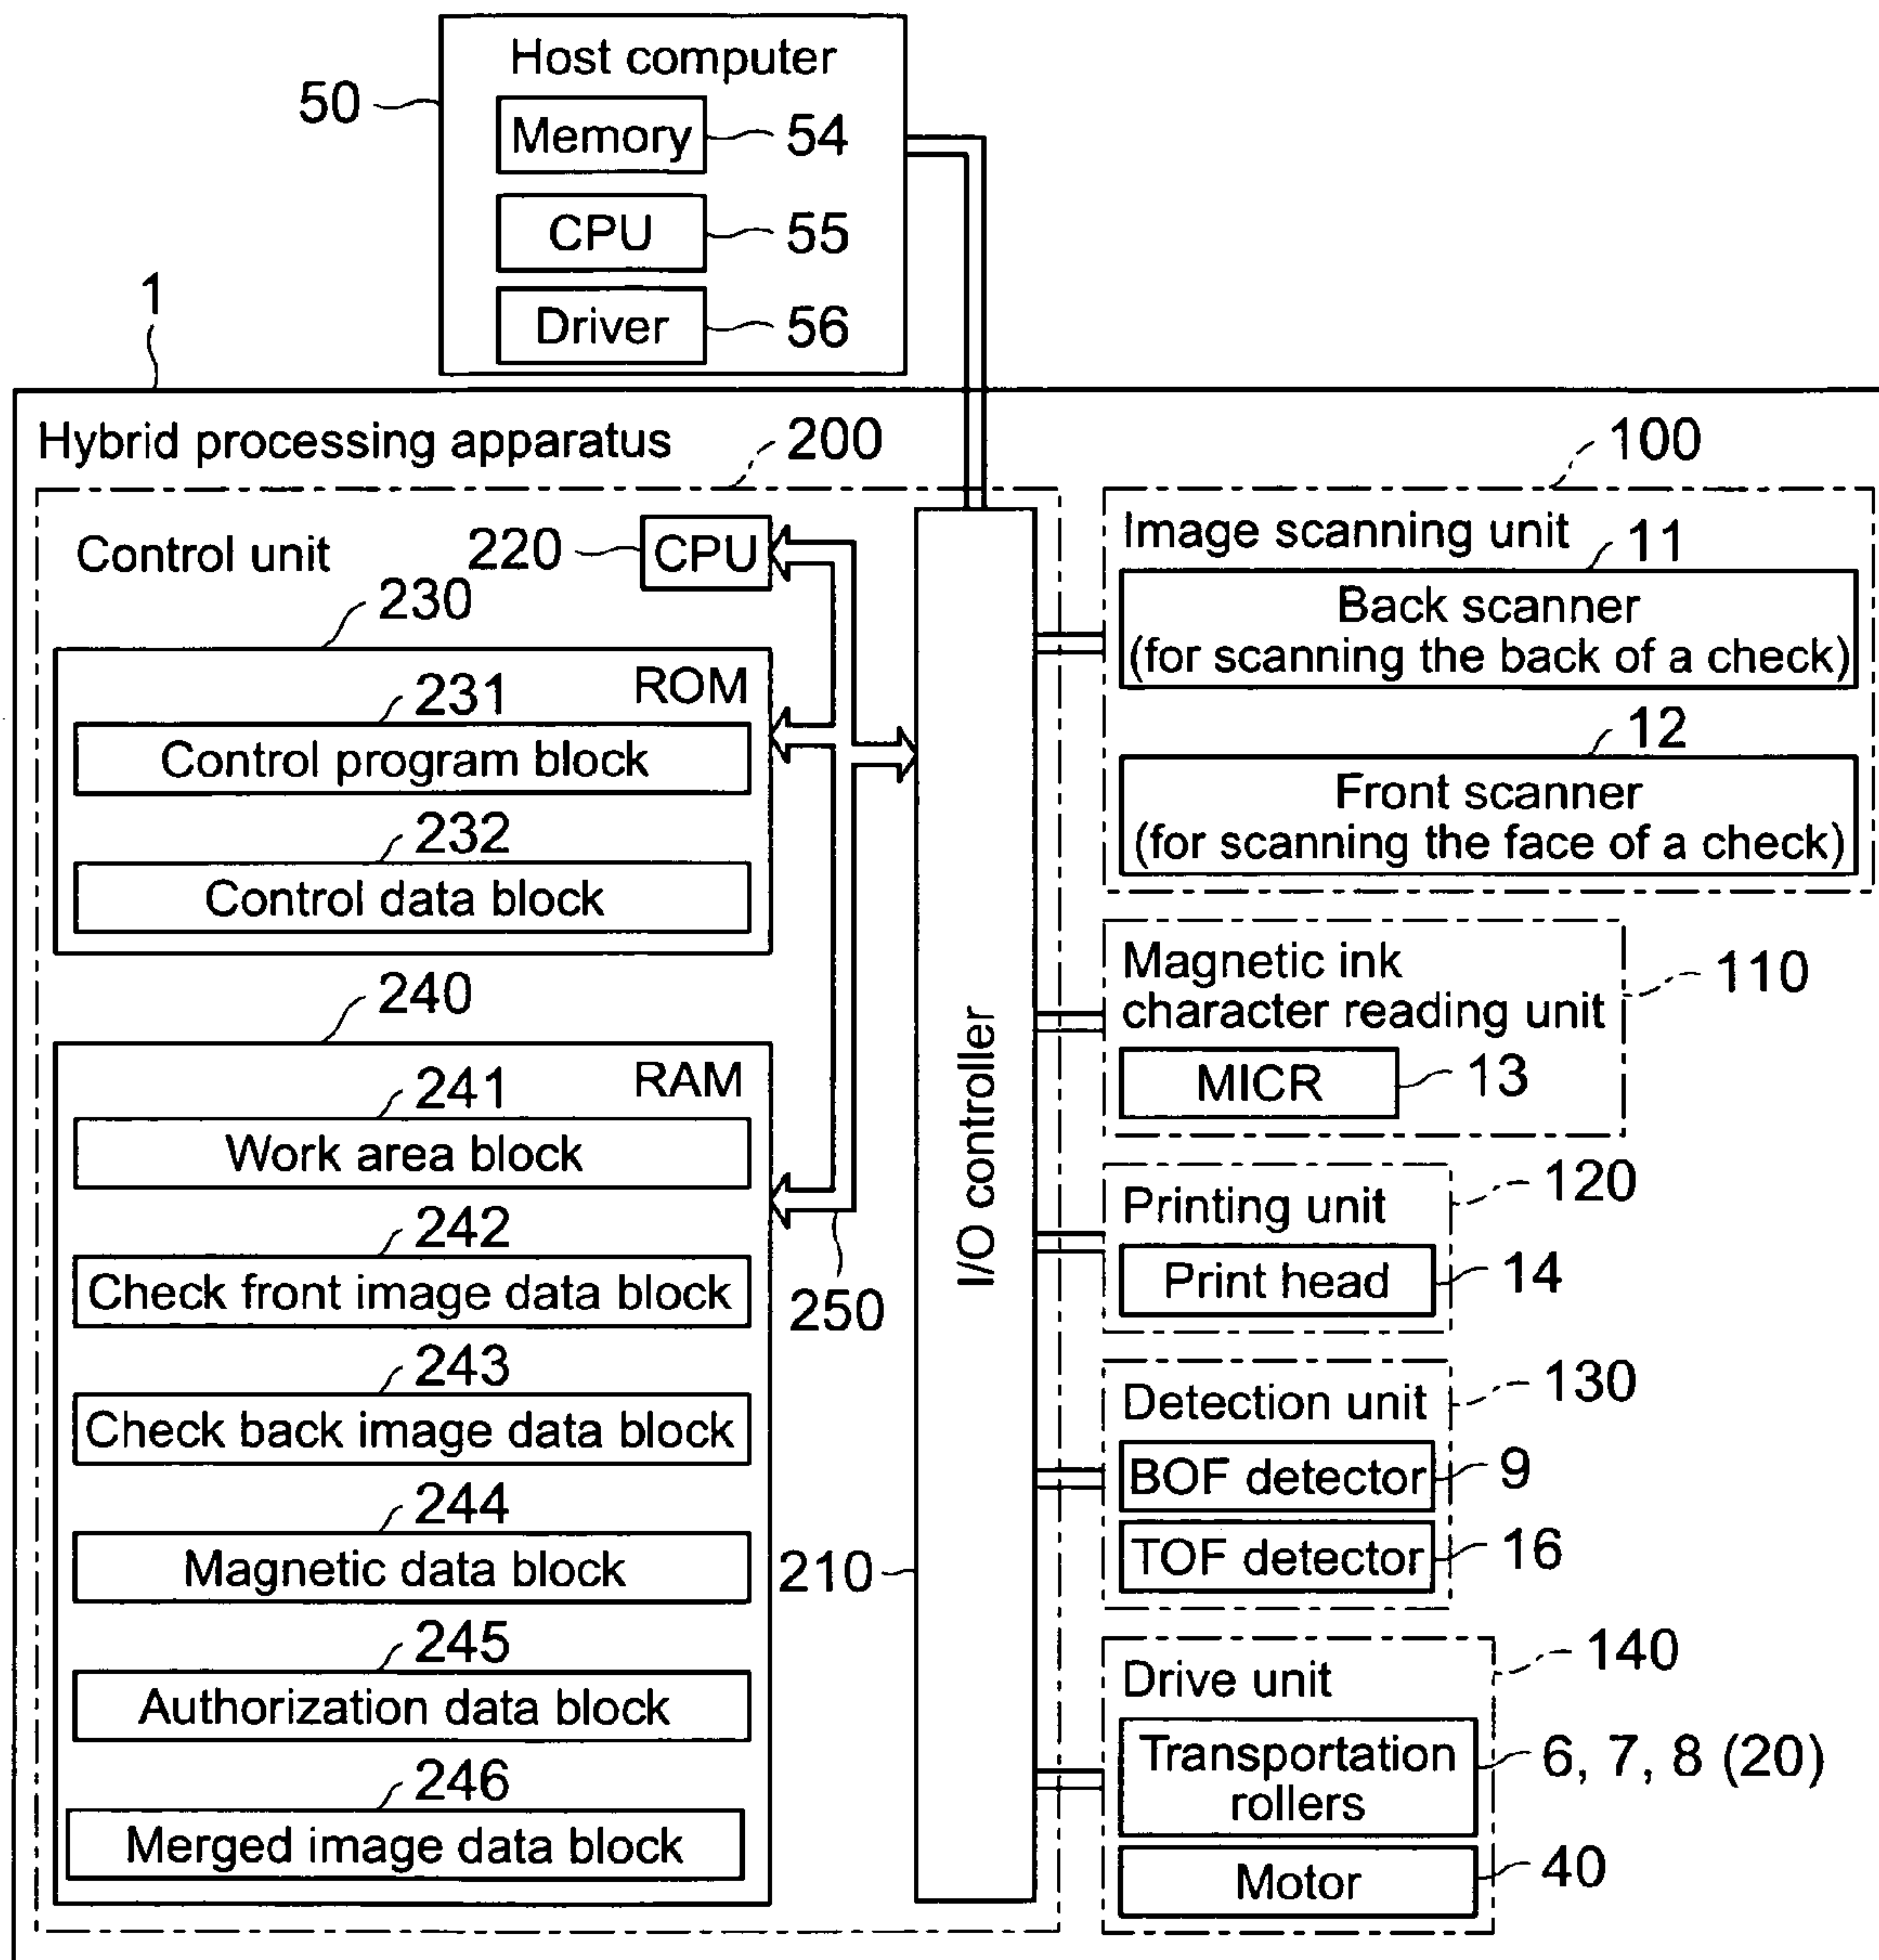 Host computer
50
Memory 54
CPU 55
Driver 56
1
Hybrid processing apparatus
200
Control unit
220 CPU
230
ROM
231
Control program block
232
Control data block
240
RAM
241
Work area block
242
Check front image data block
243
Check back image data block
244
Magnetic data block
245
Authorization data block
246
Merged image data block
250
210
I/O controller
100
Image scanning unit
11
Back scanner
(for scanning the back of a check)
12
Front scanner
(for scanning the face of a check)
Magnetic ink
character reading unit
110
MICR 13
Printing unit 120
Print head 14
Detection unit 130
BOF detector 9
TOF detector 16
Drive unit 140
Transportation
rollers
6, 7, 8 (20)
Motor 40